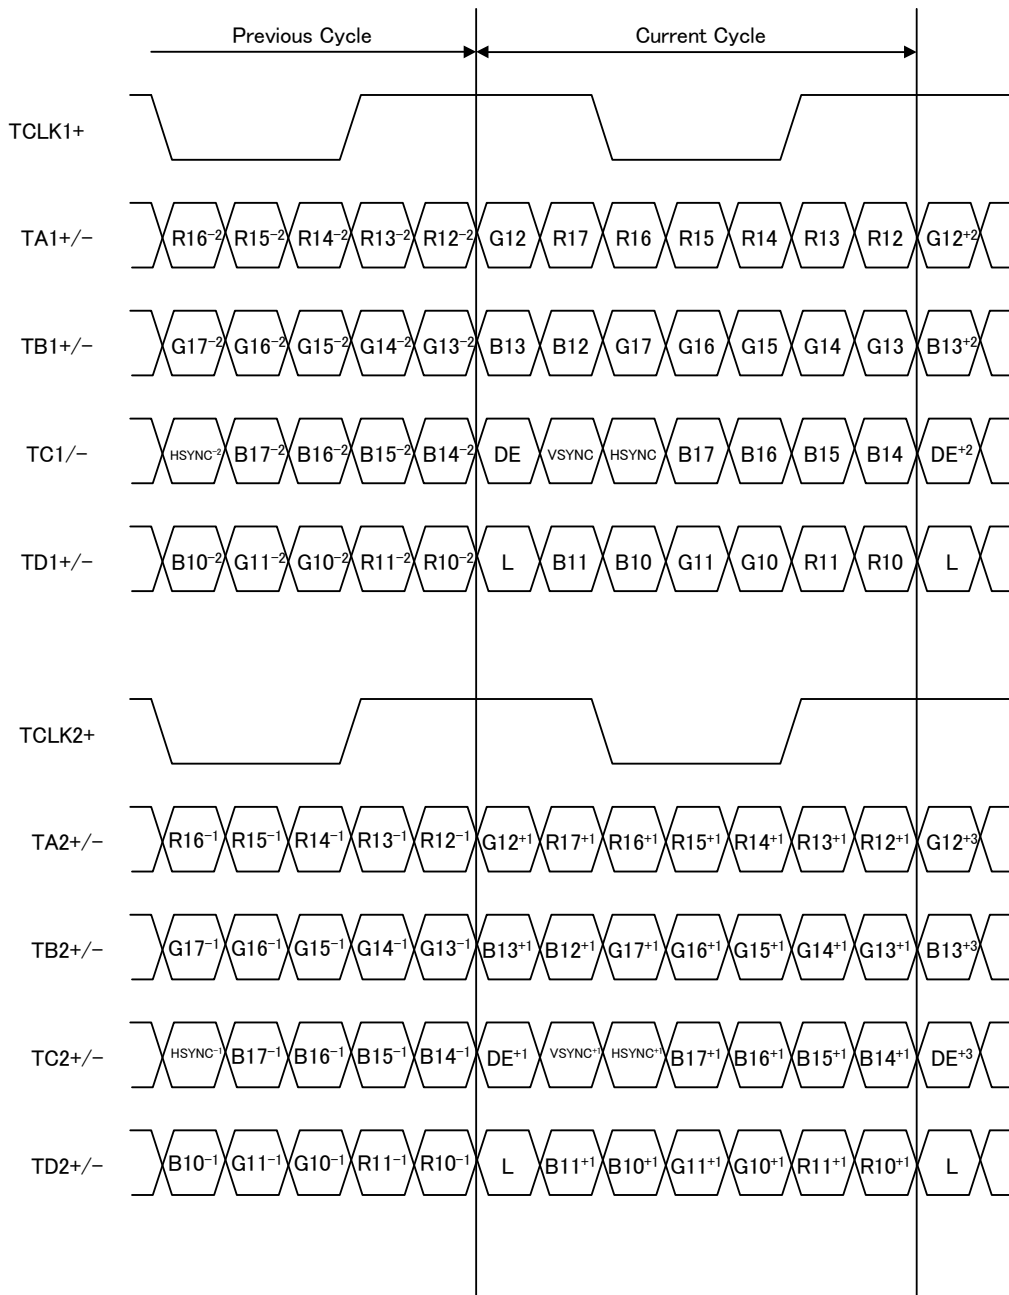 Previous Cycle Current Cycle
TCLK1+
TA1+/- R16⁻² R15⁻² R14⁻² R13⁻² R12⁻² G12 R17 R16 R15 R14 R13 R12 G12⁺²
TB1+/- G17⁻² G16⁻² G15⁻² G14⁻² G13⁻² B13 B12 G17 G16 G15 G14 G13 B13⁺²
TC1/- HSYNC⁻² B17⁻² B16⁻² B15⁻² B14⁻² DE VSYNC HSYNC B17 B16 B15 B14 DE⁺²
TD1+/- B10⁻² G11⁻² G10⁻² R11⁻² R10⁻² L B11 B10 G11 G10 R11 R10 L
TCLK2+
TA2+/- R16⁻¹ R15⁻¹ R14⁻¹ R13⁻¹ R12⁻¹ G12⁺¹ R17⁺¹ R16⁺¹ R15⁺¹ R14⁺¹ R13⁺¹ R12⁺¹ G12⁺³
TB2+/- G17⁻¹ G16⁻¹ G15⁻¹ G14⁻¹ G13⁻¹ B13⁺¹ B12⁺¹ G17⁺¹ G16⁺¹ G15⁺¹ G14⁺¹ G13⁺¹ B13⁺³
TC2+/- HSYNC⁻¹ B17⁻¹ B16⁻¹ B15⁻¹ B14⁻¹ DE⁺¹ VSYNC⁺¹ HSYNC⁺¹ B17⁺¹ B16⁺¹ B15⁺¹ B14⁺¹ DE⁺³
TD2+/- B10⁻¹ G11⁻¹ G10⁻¹ R11⁻¹ R10⁻¹ L B11⁺¹ B10⁺¹ G11⁺¹ G10⁺¹ R11⁺¹ R10⁺¹ L